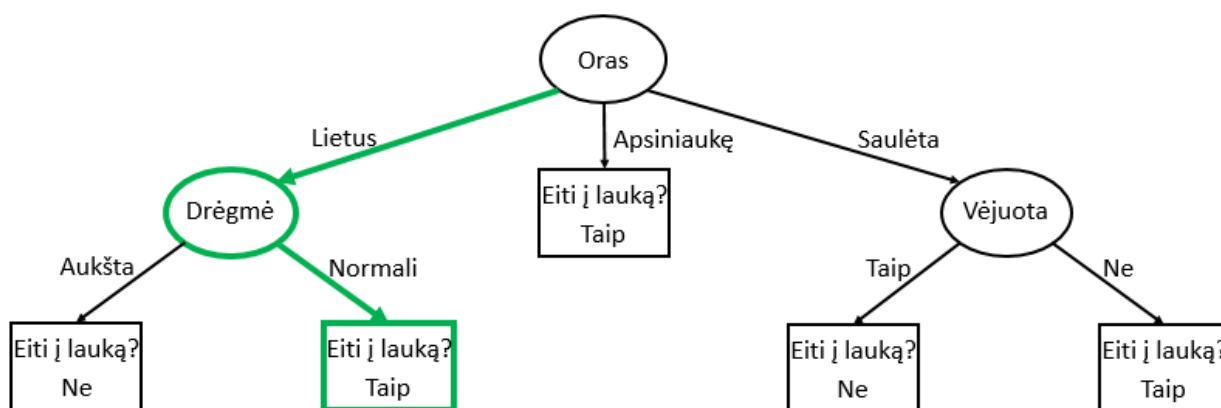 Oras
Lietus
Apsiniaukę
Saulėta
Drėgmė
Eiti į lauką?
Taip
Vėjuota
Aukšta
Normali
Taip
Ne
Eiti į lauką?
Ne
Eiti į lauką?
Taip
Eiti į lauką?
Ne
Eiti į lauką?
Taip